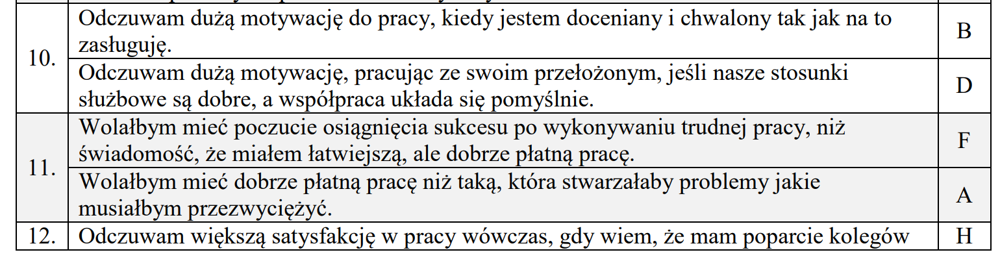 Odczuwam dużą motywację do pracy, kiedy jestem doceniany i chwalony tak jak na to
zasługuję.
B
10.
Odczuwam dużą motywację, pracując ze swoim przełożonym, jeśli nasze stosunki
służbowe są dobre, a współpraca układa się pomyślnie.
D
Wolałbym mieć poczucie osiągnięcia sukcesu po wykonywaniu trudnej pracy, niż
świadomość, że miałem łatwiejszą, ale dobrze płatną pracę.
F
11.
Wolałbym mieć dobrze płatną pracę niż taką, która stwarzałaby problemy jakie
musiałbym przezwyciężyć.
A
12. Odczuwam większą satysfakcję w pracy wówczas, gdy wiem, że mam poparcie kolegów H